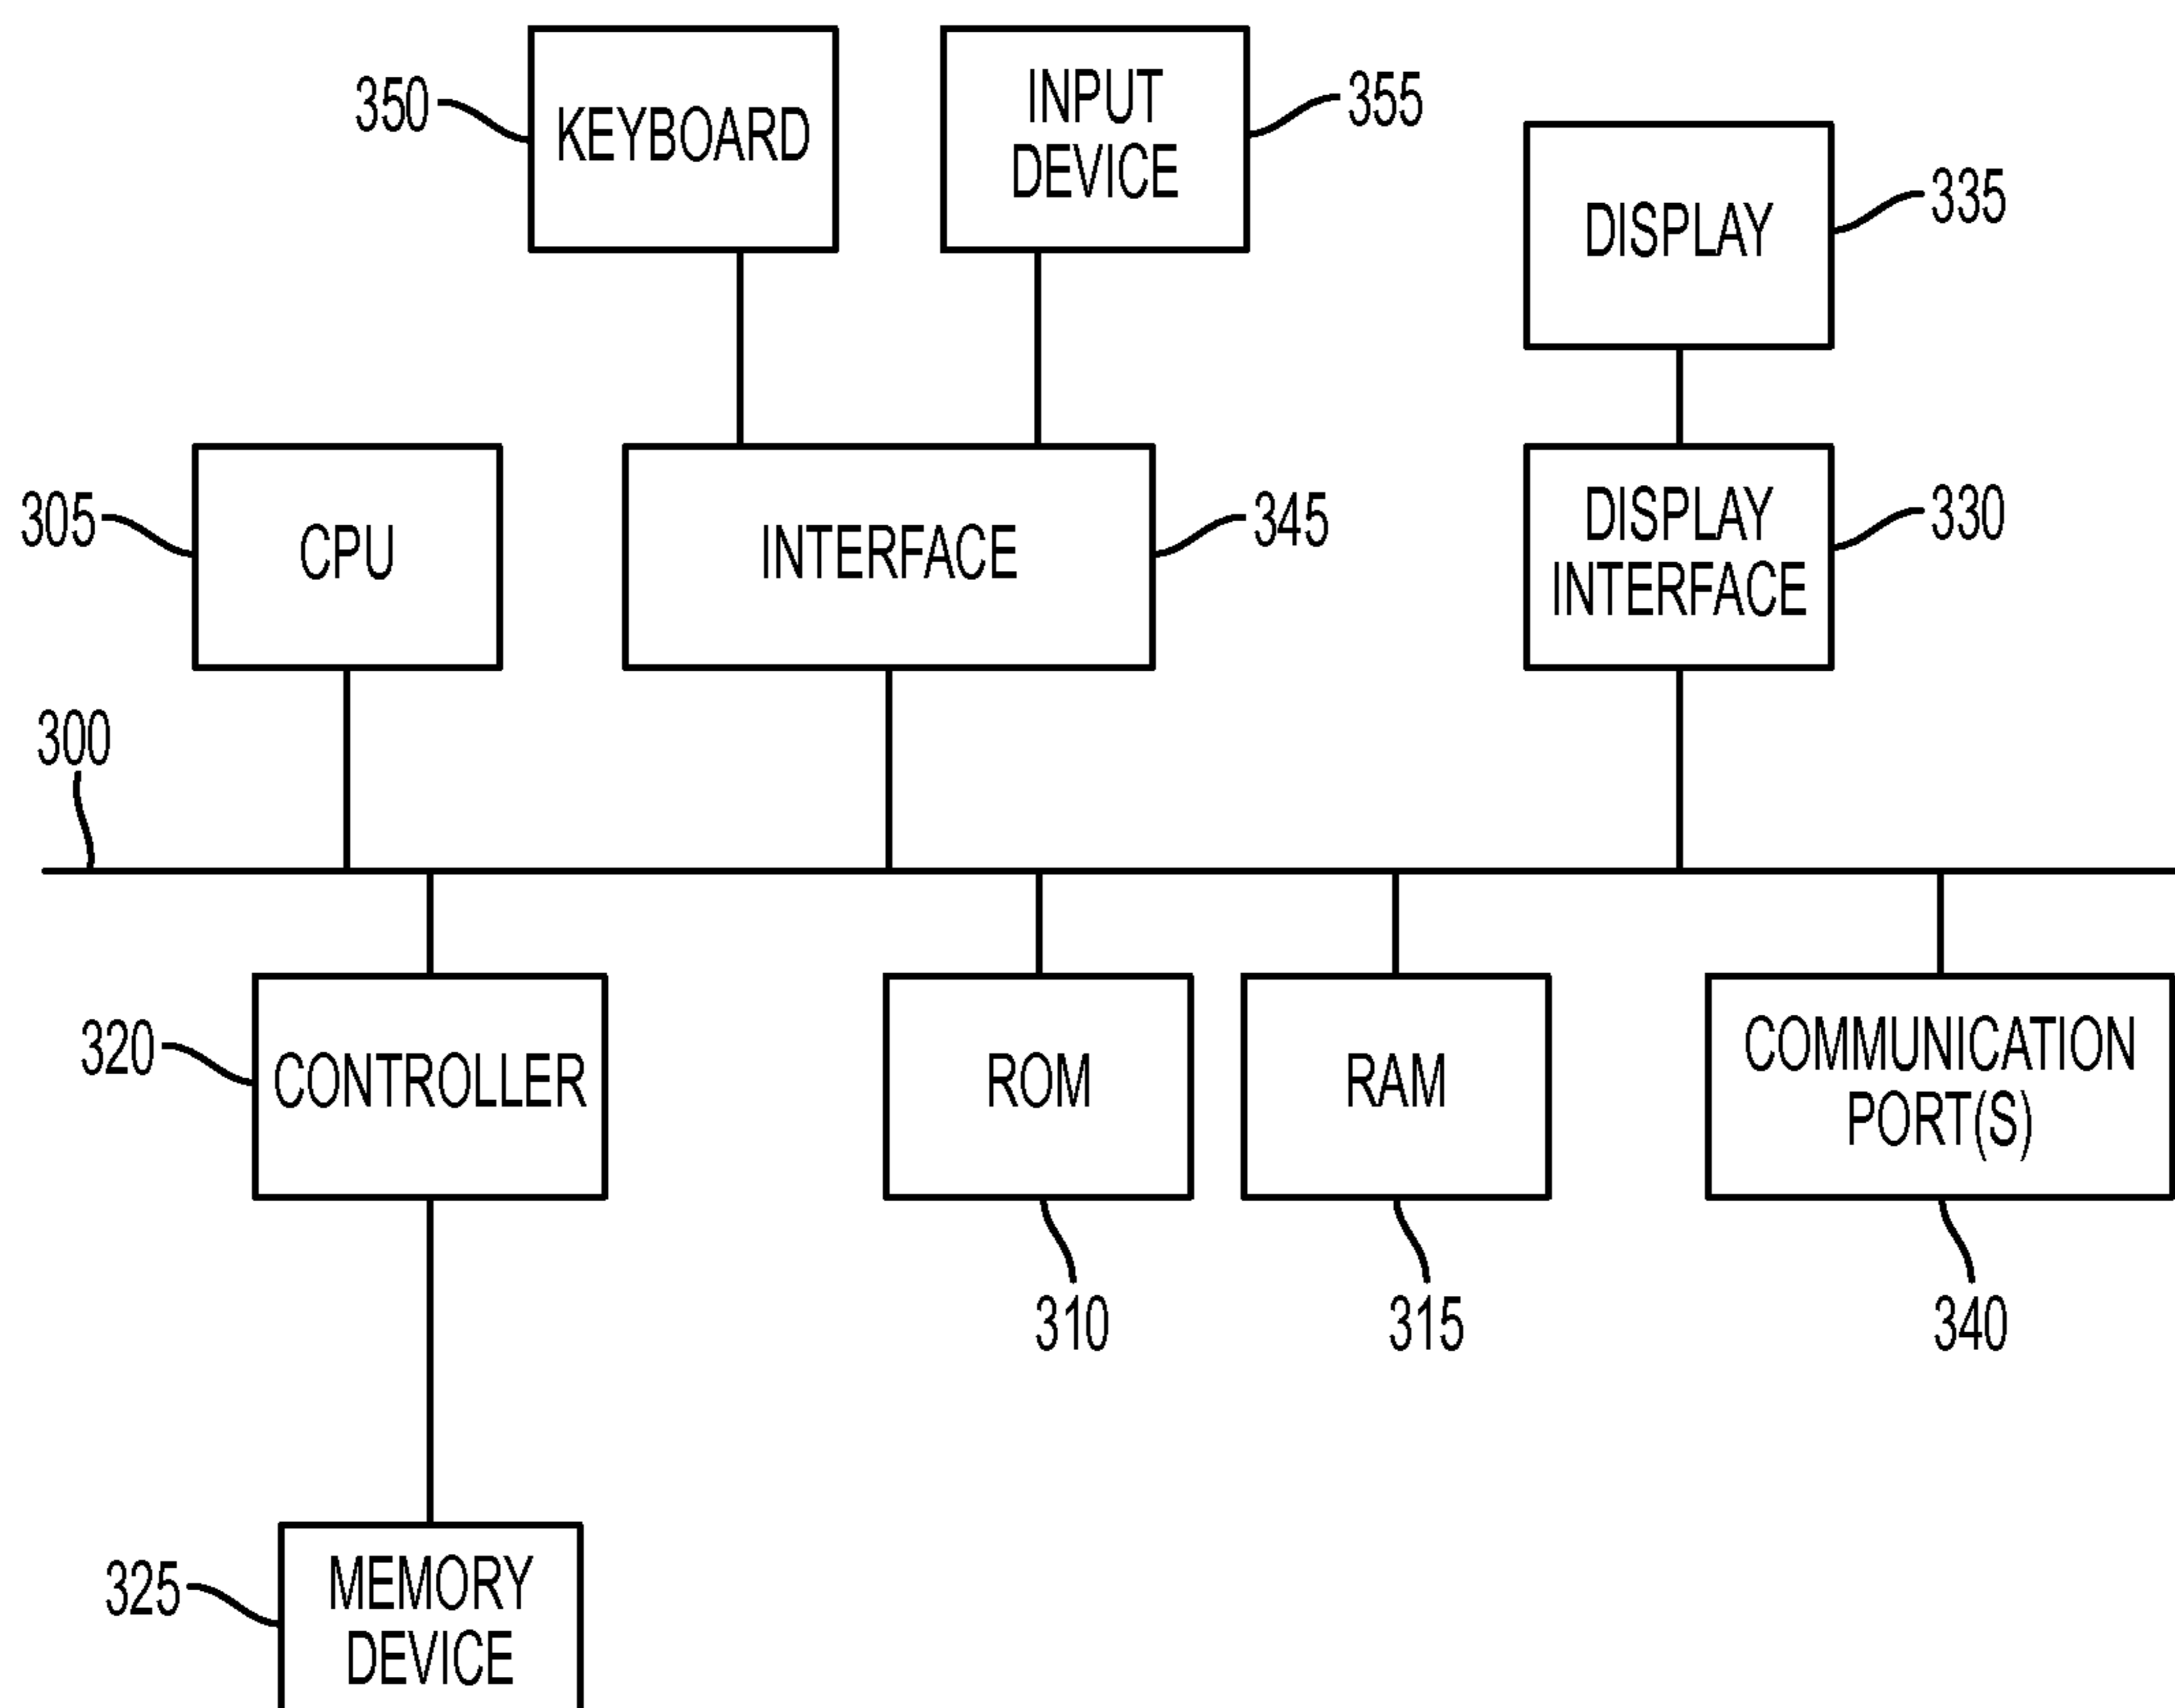 350
KEYBOARD
INPUT
DEVICE
355
DISPLAY
335
305
CPU
INTERFACE
345
DISPLAY
INTERFACE
330
300
320
CONTROLLER
ROM
RAM
COMMUNICATION
PORT(S)
310
315
340
325
MEMORY
DEVICE